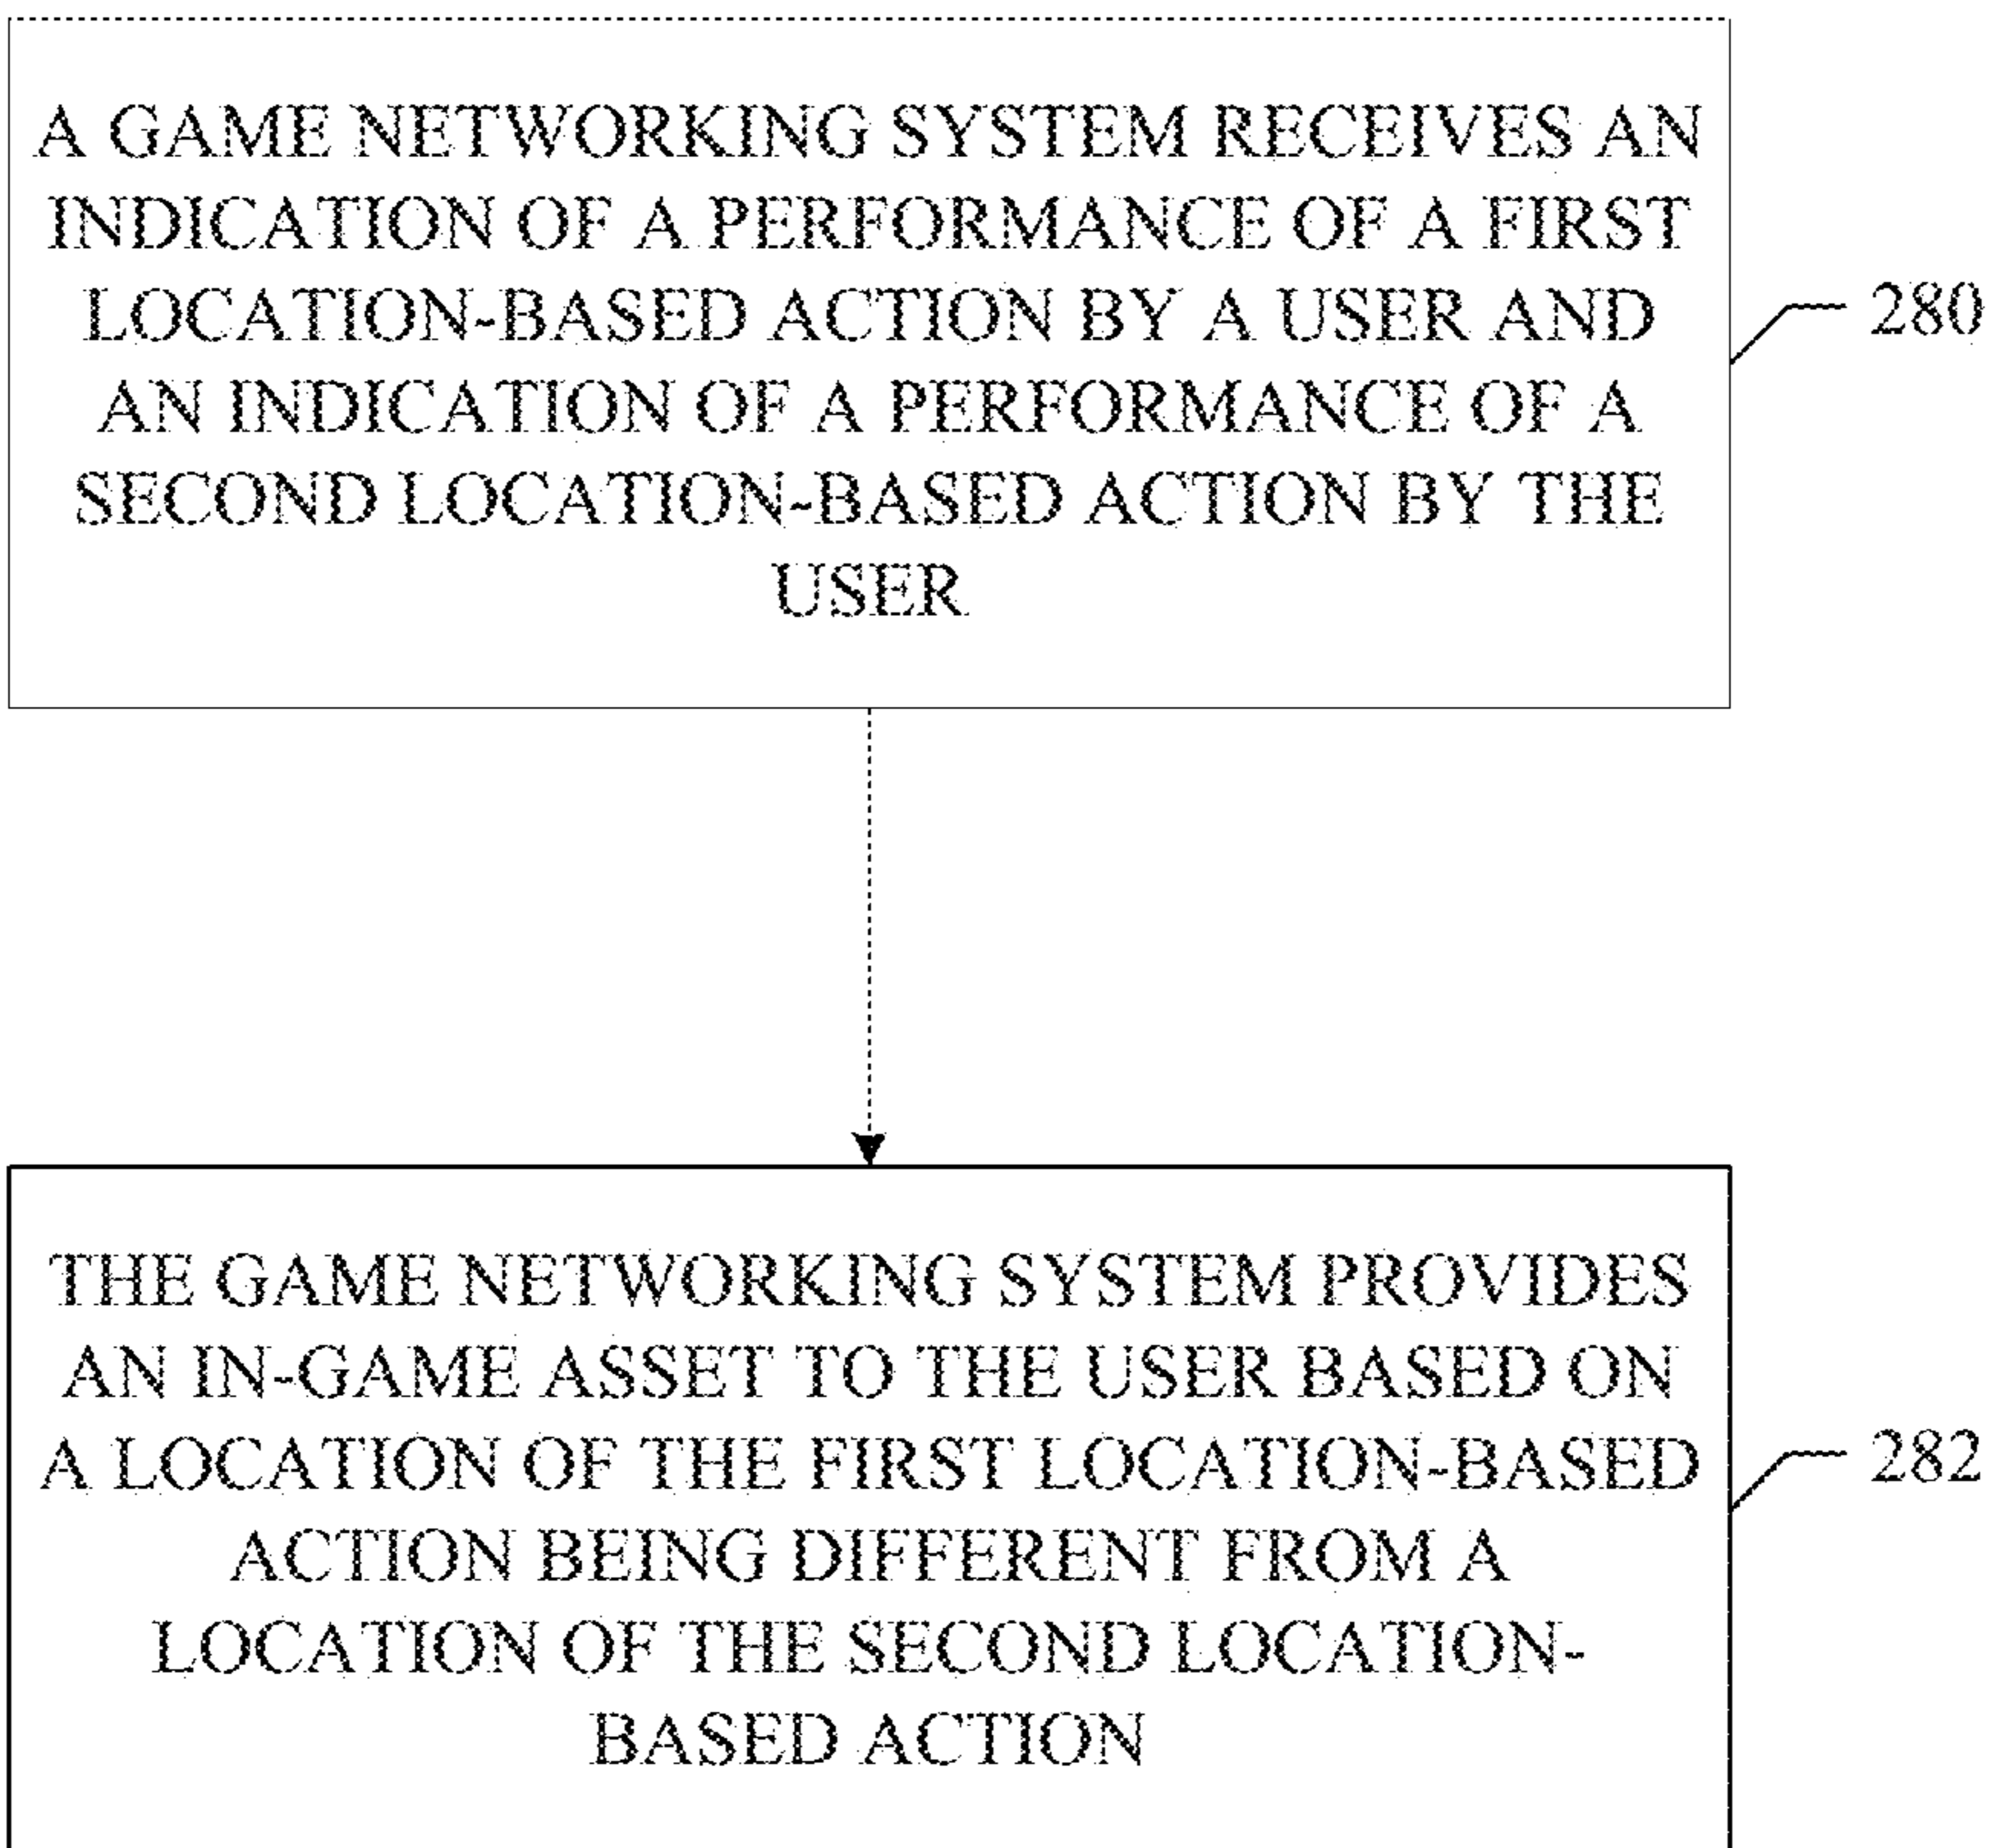 A GAME NETWORKING SYSTEM RECEIVES AN
INDICATION OF A PERFORMANCE OF A FIRST
LOCATION-BASED ACTION BY A USER AND
AN INDICATION OF A PERFORMANCE OF A
SECOND LOCATION-BASED ACTION BY THE
USER
280
THE GAME NETWORKING SYSTEM PROVIDES
AN IN-GAME ASSET TO THE USER BASED ON
A LOCATION OF THE FIRST LOCATION-BASED
ACTION BEING DIFFERENT FROM A
LOCATION OF THE SECOND LOCATION-
BASED ACTION
282